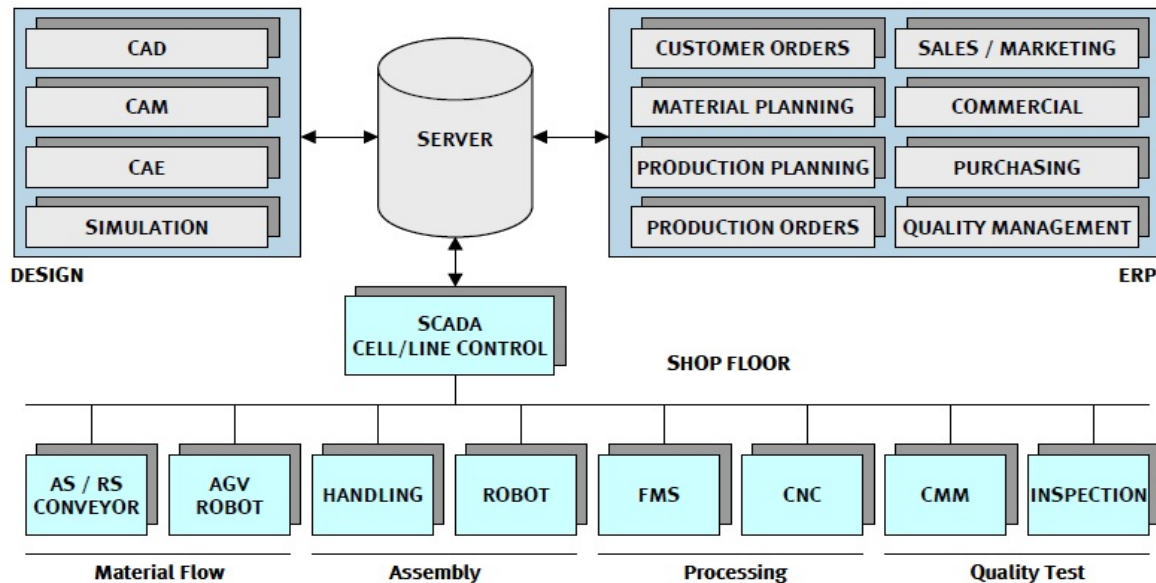 CAD
CAM
CAE
SIMULATION
DESIGN
SERVER
CUSTOMER ORDERS
SALES / MARKETING
MATERIAL PLANNING
COMMERCIAL
PRODUCTION PLANNING
PURCHASING
PRODUCTION ORDERS
QUALITY MANAGEMENT
ERP
SCADA
CELL/LINE CONTROL
SHOP FLOOR
AS / RS
CONVEYOR
AGV
ROBOT
HANDLING
ROBOT
FMS
CNC
CMM
INSPECTION
Material Flow
Assembly
Processing
Quality Test